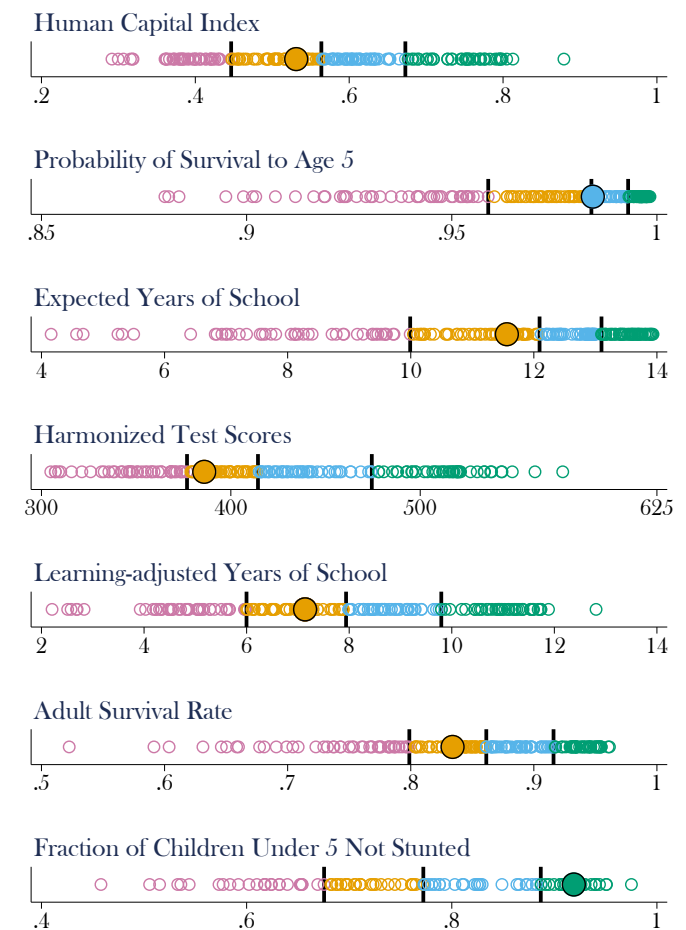 Human Capital Index
.2 .4 .6 .8 1
Probability of Survival to Age 5
.85 .9 .95 1
Expected Years of School
4 6 8 10 12 14
Harmonized Test Scores
300 400 500 625
Learning-adjusted Years of School
2 4 6 8 10 12 14
Adult Survival Rate
.5 .6 .7 .8 .9 1
Fraction of Children Under 5 Not Stunted
.4 .6 .8 1